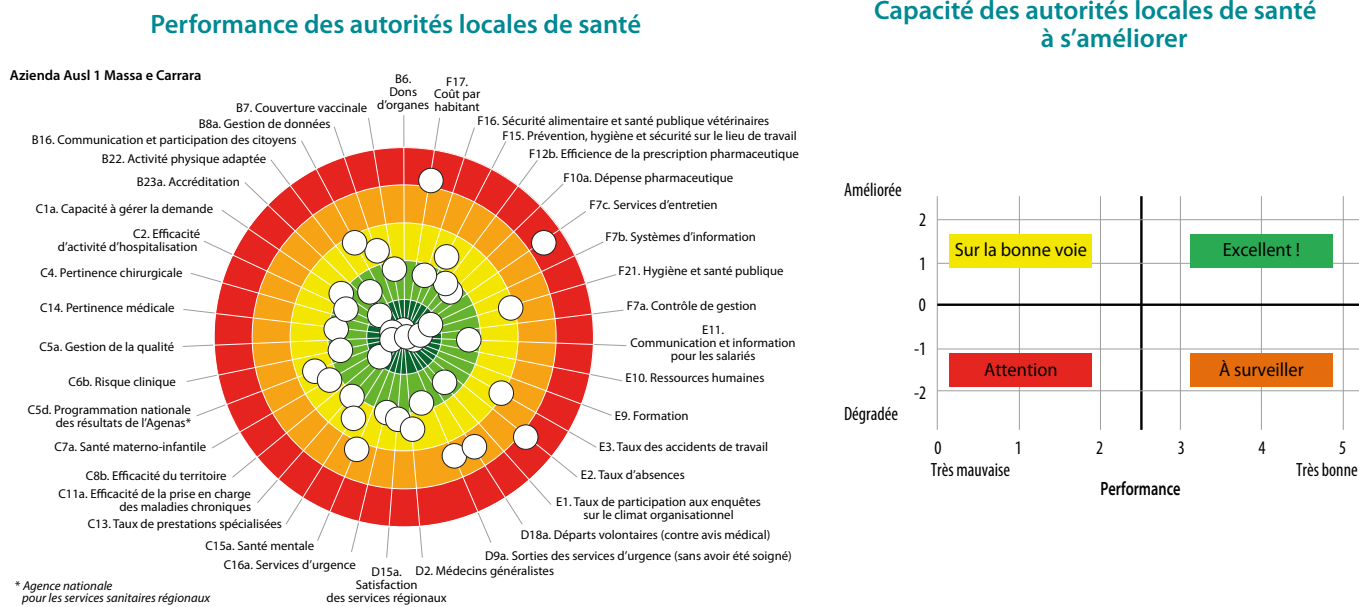 Performance des autorités locales de santé
Azienda Ausl 1 Massa e Carrara
B6.
Dons
d'organes
F17.
Coût par
habitant
F16. Sécurité alimentaire et santé publique vétérinaires
F15. Prévention, hygiène et sécurité sur le lieu de travail
F12b. Efficience de la prescription pharmaceutique
F10a. Dépense pharmaceutique
F7c. Services d'entretien
F7b. Systèmes d'information
F21. Hygiène et santé publique
F7a. Contrôle de gestion
E11.
Communication et information
pour les salariés
E10. Ressources humaines
E9. Formation
E3. Taux des accidents de travail
E2. Taux d'absences
E1. Taux de participation aux enquêtes
sur le climat organisationnel
D18a. Départs volontaires (contre avis médical)
D9a. Sorties des services d'urgence (sans avoir été soigné)
D2. Médecins généralistes
D15a.
Satisfaction
des services régionaux
C16a. Services d'urgence
C15a. Santé mentale
C13. Taux de prestations spécialisées
C11a. Efficacité de la prise en charge
des maladies chroniques
C8b. Efficacité du territoire
C7a. Santé materno-infantile
C5d. Programmation nationale
des résultats de l'Agenas*
C6b. Risque clinique
C5a. Gestion de la qualité
C14. Pertinence médicale
C4. Pertinence chirurgicale
C2. Efficacité
d'activité d'hospitalisation
C1a. Capacité à gérer la demande
B23a. Accréditation
B22. Activité physique adaptée
B16. Communication et participation des citoyens
B8a. Gestion de données
B7. Couverture vaccinale
* Agence nationale
pour les services sanitaires régionaux
Capacité des autorités locales de santé
à s'améliorer
Améliorée
2
1
0
-1
-2
Dégradée
Sur la bonne voie
Excellent !
Attention
À surveiller
0 1 2 3 4 5
Très mauvaise
Très bonne
Performance